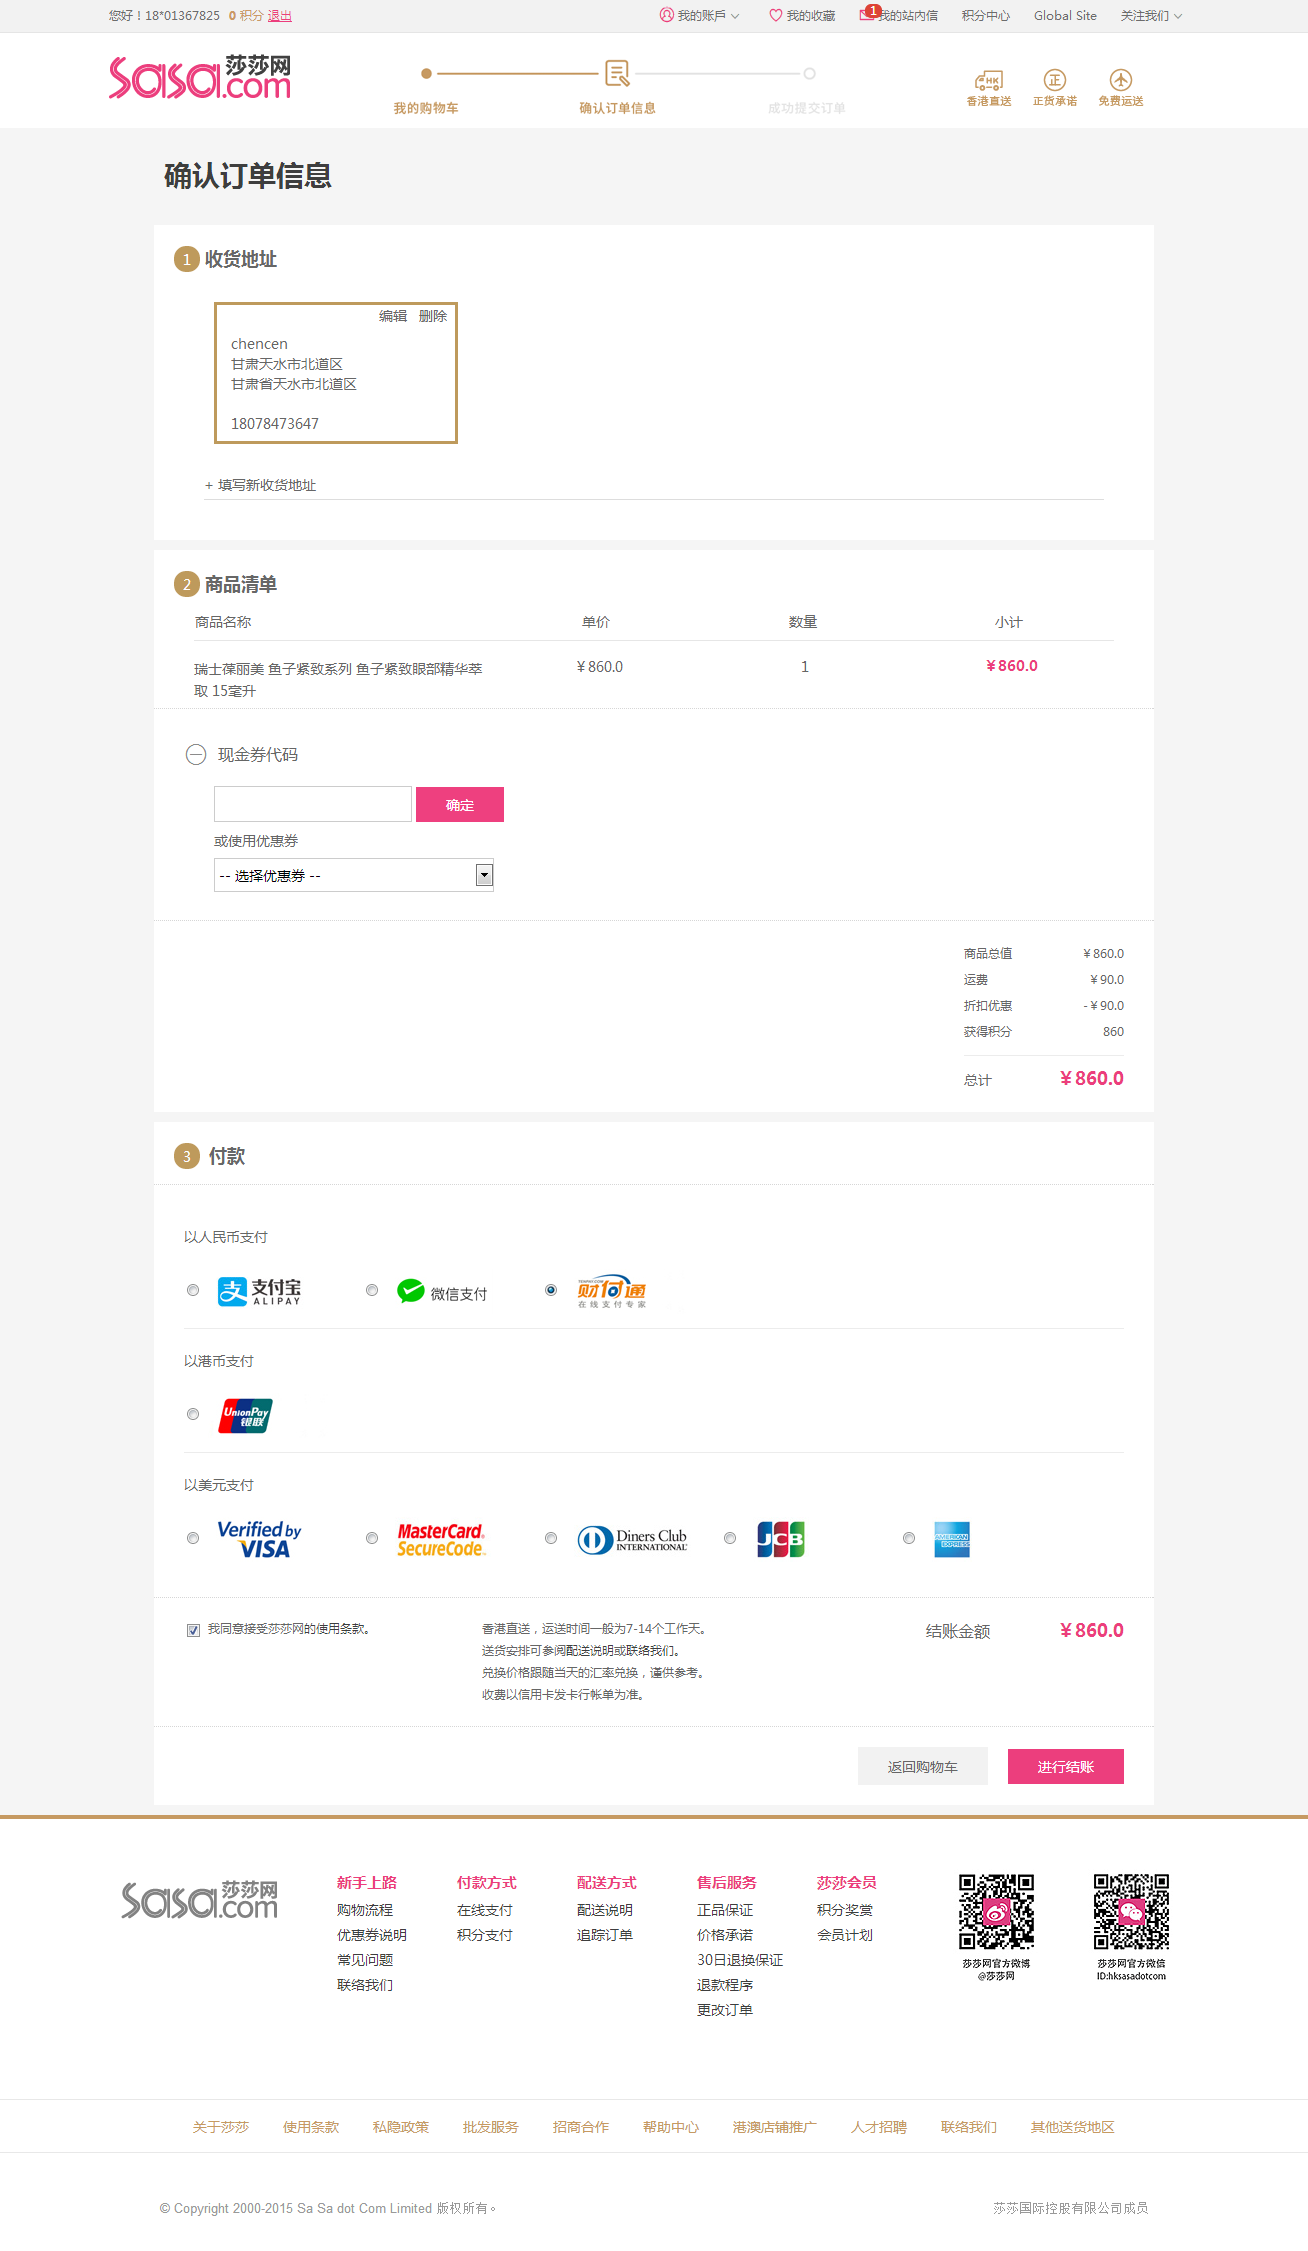 您好！18*01367825 0 积分 退出
我的账戶 我的收藏 1 我的站内信 积分中心 Global Site 关注我们
sasa莎莎网.com
我的购物车 确认订单信息 成功提交订单
HK 正
香港直送 正货承诺 免费运送
确认订单信息
1 收货地址
编辑 删除
chencen
甘肃天水市北道区
甘肃省天水市北道区
18078473647
+ 填写新收货地址
2 商品清单
商品名称 单价 数量 小计
瑞士葆丽美 鱼子紧致系列 鱼子紧致眼部精华萃 ￥860.0 1 ￥860.0
取 15毫升
现金券代码
确定
或使用优惠券
-- 选择优惠券 --
商品总值 ￥860.0
运费 ￥90.0
折扣优惠 -￥90.0
获得积分 860
总计 ￥860.0
3 付款
以人民币支付
支 支付宝 ALIPAY
微信支付
TENPAY.COM 财付通 在线支付专家
以港币支付
UnionPay 银联
以美元支付
Verified by VISA
MasterCard. SecureCode.
Diners Club INTERNATIONAL
JCB
AMERICAN EXPRESS
我同意接受莎莎网的使用条款。
香港直送，运送时间一般为7-14个工作天。
送货安排可参阅配送说明或联络我们。
兑换价格跟随当天的汇率兑换，谨供参考。
收费以信用卡发卡行帐单为准。
结账金额 ￥860.0
返回购物车 进行结账
sasa莎莎网.com
新手上路 付款方式 配送方式 售后服务 莎莎会员
购物流程 在线支付 配送说明 正品保证 积分奖赏
优惠券说明 积分支付 追踪订单 价格承诺 会员计划
常见问题 30日退换保证
联络我们 退款程序
更改订单
莎莎网官方微博 莎莎网官方微信
@莎莎网 ID:hksasadotcom
关于莎莎 使用条款 私隐政策 批发服务 招商合作 帮助中心 港澳店铺推广 人才招聘 联络我们 其他送货地区
© Copyright 2000-2015 Sa Sa dot Com Limited 版权所有。 莎莎国际控股有限公司成员